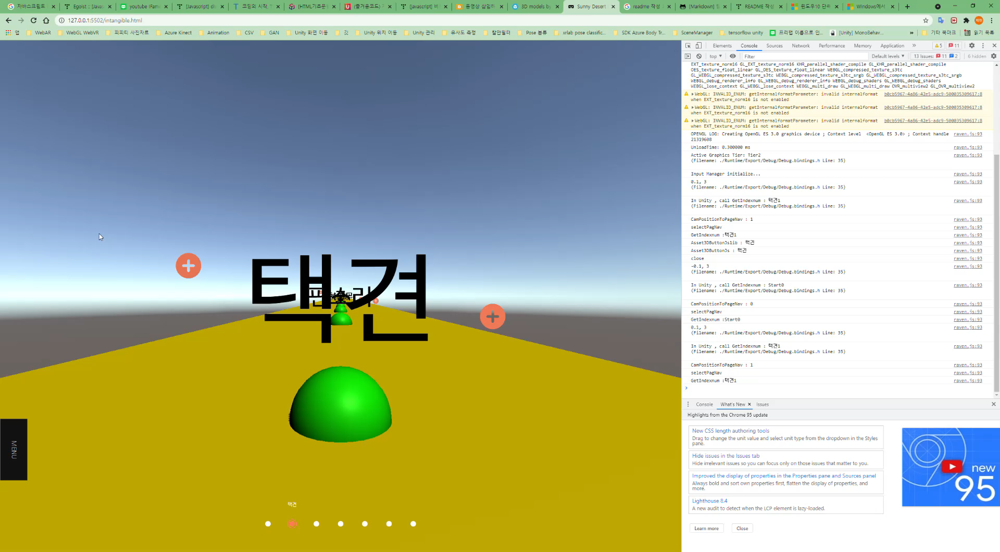 자바스크립트
Egoist :: [Javas
youtube iFame
[Javascript] di
코딩의 시작,
[HTML기초문
(즐거운코드)
[javascript] 버
동영상 삽입하
3D models by
Sunny Desert
readme 작성
[Markdown]
README 작성
윈도우10 단축
Windows에서
127.0.0.1:5502/intangible.html
앱
WebAR
WebGL WebVR
피피티 사진자료
Azure Kinect
Animation
CSV
GAN
Unity 화면 이동
깃
Unity 위치 이동
Unity 관리
유사도 측정
칼만필터
Pose 분류
xrlab pose classific...
SDK Azure Body Tr...
SceneManager
tensorflow unity
프리팹 이름으로 인...
[Unity] MonoBehav...
»
기타 북마크
읽기 목록
택견
판소리
MENU
택견
Elements
Console
Sources
Network
Performance
Memory
Application
»
5
11
top
Filter
Default levels
13 Issues:
11
2
6 hidden
EXT_texture_norm16 GL_EXT_texture_norm16 KHR_parallel_shader_compile GL_KHR_parallel_shader_compile
OES_texture_float_linear GL_OES_texture_float_linear WEBGL_compressed_texture_s3tc
GL_WEBGL_compressed_texture_s3tc WEBGL_compressed_texture_s3tc_srgb GL_WEBGL_compressed_texture_s3tc_srgb
WEBGL_debug_renderer_info GL_WEBGL_debug_renderer_info WEBGL_debug_shaders GL_WEBGL_debug_shaders
WEBGL_lose_context GL_WEBGL_lose_context WEBGL_multi_draw GL_WEBGL_multi_draw OVR_multiview2 GL_OVR_multiview2
WebGL: INVALID_ENUM: getInternalformatParameter: invalid internalformat b0cb5967-4a86-42e5-adc9-500035309617:8
when EXT_texture_norm16 is not enabled
WebGL: INVALID_ENUM: getInternalformatParameter: invalid internalformat b0cb5967-4a86-42e5-adc9-500035309617:8
when EXT_texture_norm16 is not enabled
WebGL: INVALID_ENUM: getInternalformatParameter: invalid internalformat b0cb5967-4a86-42e5-adc9-500035309617:8
when EXT_texture_norm16 is not enabled
OPENGL LOG: Creating OpenGL ES 3.0 graphics device ; Context level <OpenGL ES 3.0> ; Context handle raven.js:93
21319608
UnloadTime: 0.300000 ms raven.js:93
Active Graphics Tier: Tier2 raven.js:93
(Filename: ./Runtime/Export/Debug/Debug.bindings.h Line: 35)
Input Manager initialize... raven.js:93
0.1, 3 raven.js:93
(Filename: ./Runtime/Export/Debug/Debug.bindings.h Line: 35)
In Unity , call GetIndexnum : 택견1 raven.js:93
(Filename: ./Runtime/Export/Debug/Debug.bindings.h Line: 35)
CamPositionToPageNav : 1 raven.js:93
selectPagNav raven.js:93
GetIndexnum :택견1 raven.js:93
Asset3DButtonJslib : 택견 raven.js:93
Asset3DButtonJs : 택견 raven.js:93
close raven.js:93
-0.1, 3 raven.js:93
(Filename: ./Runtime/Export/Debug/Debug.bindings.h Line: 35)
In Unity , call GetIndexnum : Start0 raven.js:93
(Filename: ./Runtime/Export/Debug/Debug.bindings.h Line: 35)
CamPositionToPageNav : 0 raven.js:93
selectPagNav raven.js:93
GetIndexnum :Start0 raven.js:93
0.1, 3 raven.js:93
(Filename: ./Runtime/Export/Debug/Debug.bindings.h Line: 35)
In Unity , call GetIndexnum : 택견1 raven.js:93
(Filename: ./Runtime/Export/Debug/Debug.bindings.h Line: 35)
CamPositionToPageNav : 1 raven.js:93
selectPagNav raven.js:93
GetIndexnum :택견1 raven.js:93
Console
What's New
Issues
Highlights from the Chrome 95 update
New CSS length authoring tools
Drag to change the unit value and select unit type from the dropdown in the Styles
pane.
Hide issues in the Issues tab
Hide irrelevant issues so you can focus only on those issues that matter to you.
Improved the display of properties in the Properties pane and Sources panel
Always bold and sort own properties first, flatten the display of properties, and
more.
Lighthouse 8.4
A new audit to detect when the LCP element is lazy-loaded.
Learn more
Close
new
95